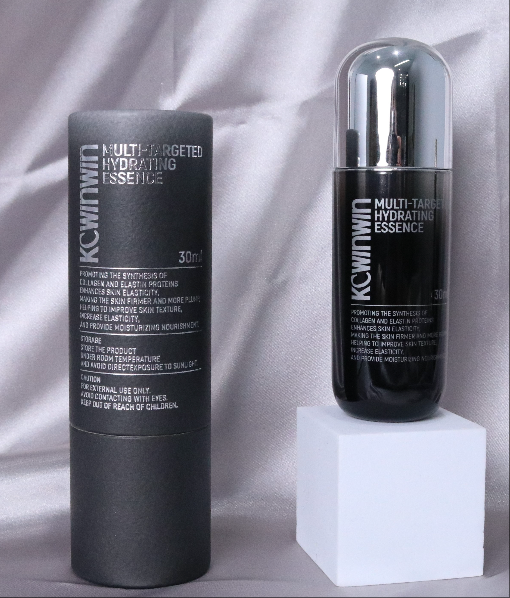 KCWINWIN
MULTI-TARGETED
HYDRATING
ESSENCE
30ml
PROMOTING THE SYNTHESIS OF
COLLAGEN AND ELASTIN PROTEINS
ENHANCES SKIN ELASTICITY.
MAKING THE SKIN FIRMER AND MORE PLUMP,
HELPING TO IMPROVE SKIN TEXTURE,
INCREASE ELASTICITY.
AND PROVIDE MOISTURIZING NOURISHMENT.
STORAGE
STORE THE PRODUCT
UNDER ROOM TEMPERATURE
AND AVOID DIRECTEXPOSURE TO SUNLIGHT
CAUTION
FOR EXTERNAL USE ONLY.
AVOID CONTACTING WITH EYES.
KEEP OUT OF REACH OF CHILDREN.
KCWINWIN
MULTI-TARGE
HYDRATING
ESSENCE
30m
PROMOTING THE SYNTHESIS OF
COLLAGEN AND ELASTIN PROTEINS
ENHANCES SKIN ELASTICITY.
MAKING THE SKIN FIRMER AND MORE
HELPING TO IMPROVE SKIN TEXTURE,
INCREASE ELASTICITY.
AND PROVIDE MOISTURIZING